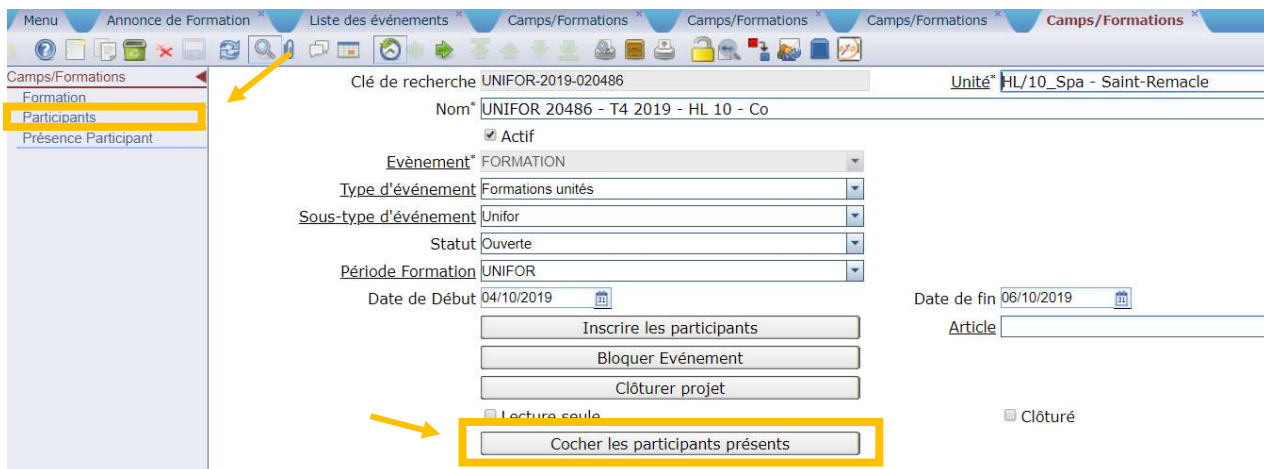 Menu Annonce de Formation Liste des événements Camps/Formations Camps/Formations Camps/Formations Camps/Formations
Camps/Formations
Formation
Participants
Présence Participant
Clé de recherche UNIFOR-2019-020486 Unité* HL/10_Spa - Saint-Remacle
Nom* UNIFOR 20486 - T4 2019 - HL 10 - Co
Actif
Evènement* FORMATION
Type d'événement Formations unités
Sous-type d'événement Unifor
Statut Ouverte
Période Formation UNIFOR
Date de Début 04/10/2019 31 Date de fin 06/10/2019 31
Inscrire les participants Article
Bloquer Evénement
Clôturer projet
Lecture seule Clôturé
Cocher les participants présents